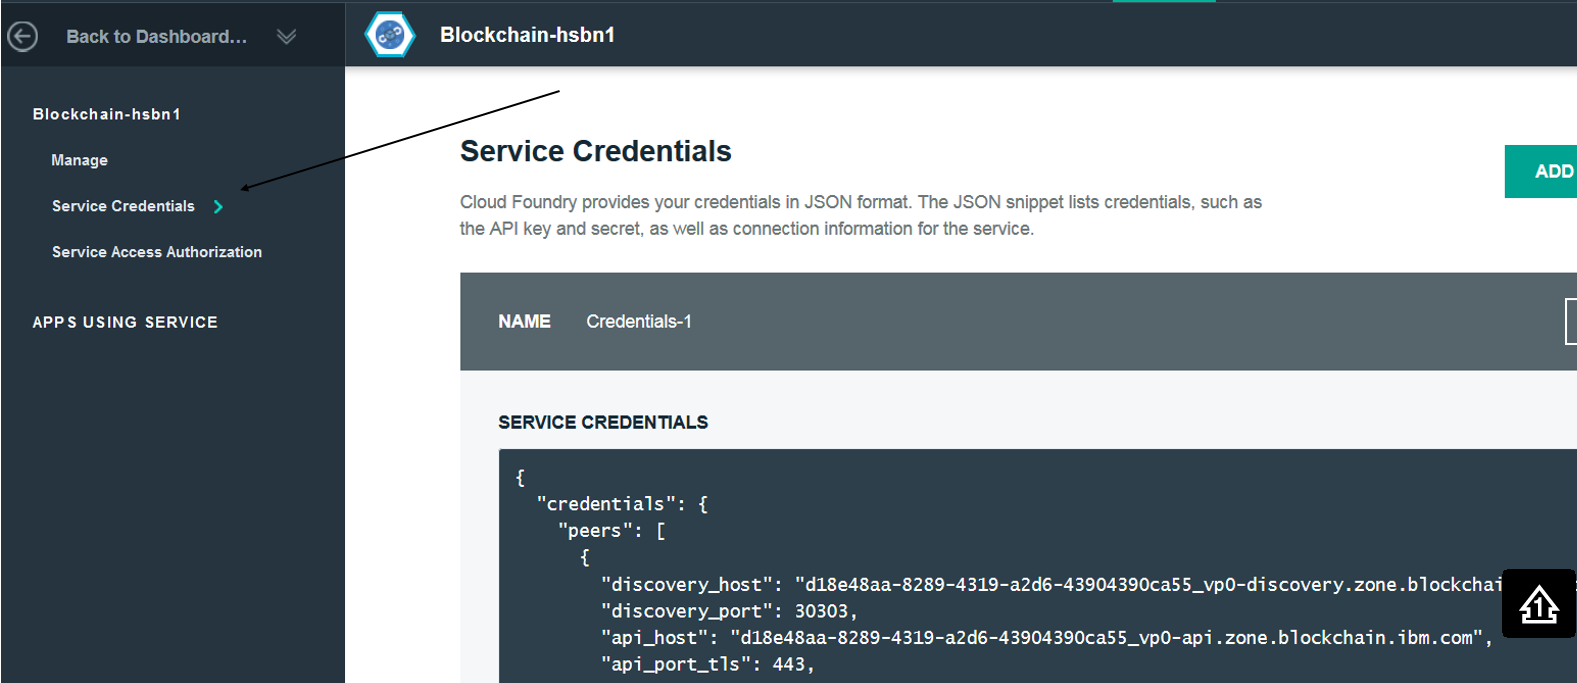 Back to Dashboard...
Blockchain-hsbn1
Blockchain-hsbn1
Manage
Service Credentials
Service Access Authorization
APPS USING SERVICE
Service Credentials
ADD
Cloud Foundry provides your credentials in JSON format. The JSON snippet lists credentials, such as
the API key and secret, as well as connection information for the service.
NAME Credentials-1
SERVICE CREDENTIALS
{
"credentials": {
"peers": [
{
"discovery_host": "d18e48aa-8289-4319-a2d6-43904390ca55_vp0-discovery.zone.blockchai
"discovery_port": 30303,
"api_host": "d18e48aa-8289-4319-a2d6-43904390ca55_vp0-api.zone.blockchain.ibm.com",
"api_port_tls": 443,
1